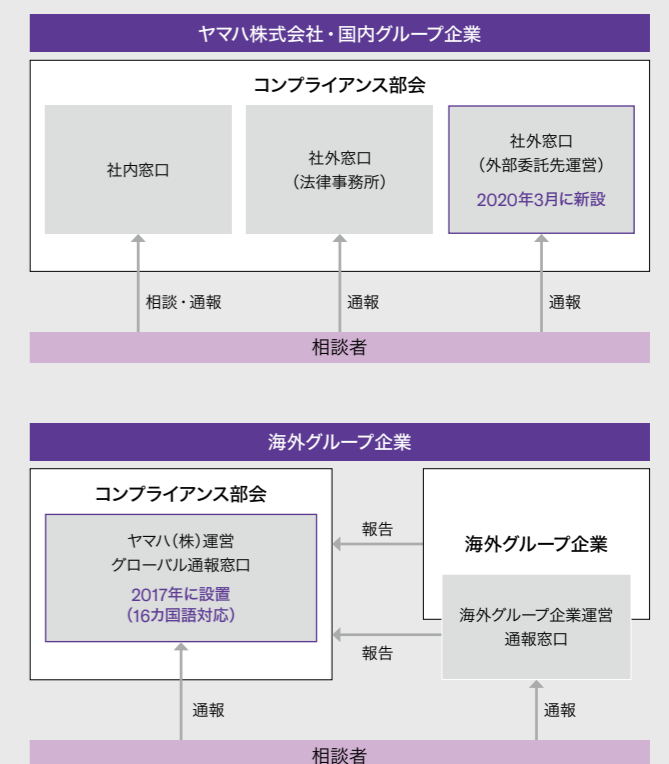 ヤマハ株式会社・国内グループ企業
コンプライアンス部会
社内窓口
社外窓口
（法律事務所）
社外窓口
（外部委託先運営）
2020年3月に新設
相談・通報
通報
通報
相談者
海外グループ企業
コンプライアンス部会
ヤマハ（株）運営
グローバル通報窓口
2017年に設置
（16カ国語対応）
報告
海外グループ企業
海外グループ企業運営
通報窓口
報告
通報
通報
相談者